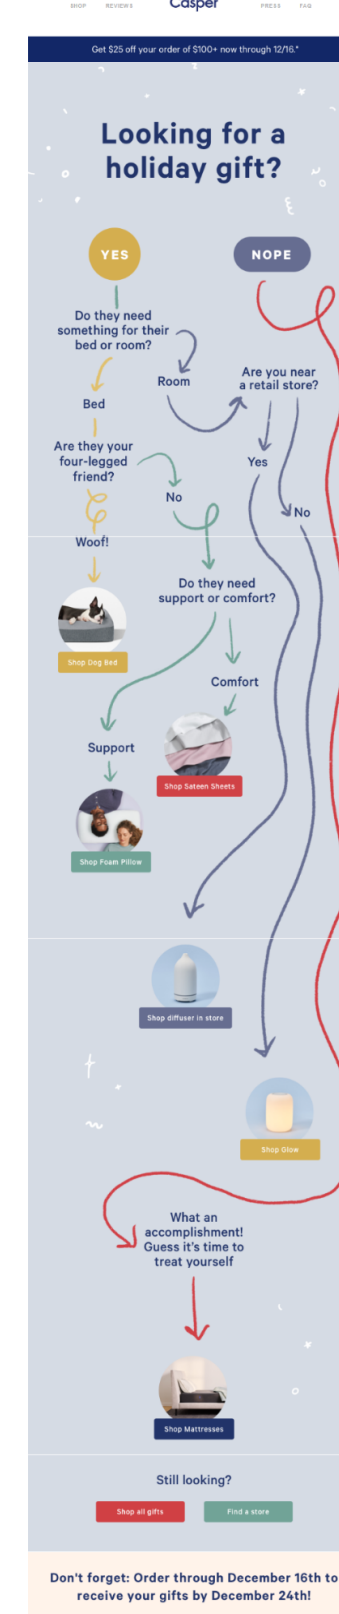 Casper
SHOP REVIEWS PRESS FAQ
Get $25 off your order of $100+ now through 12/16.*
Looking for a
holiday gift?
YES
NOPE
Do they need
something for their
bed or room?
Room
Are you near
a retail store?
Bed
Are they your
four-legged
friend?
Yes
No
No
Woof!
Do they need
support or comfort?
Shop Dog Bed
Comfort
Support
Shop Sateen Sheets
Shop Foam Pillow
Shop diffuser in store
Shop Glow
What an
accomplishment!
Guess it's time to
treat yourself
Shop Mattresses
Still looking?
Shop all gifts
Find a store
Don't forget: Order through December 16th to
receive your gifts by December 24th!